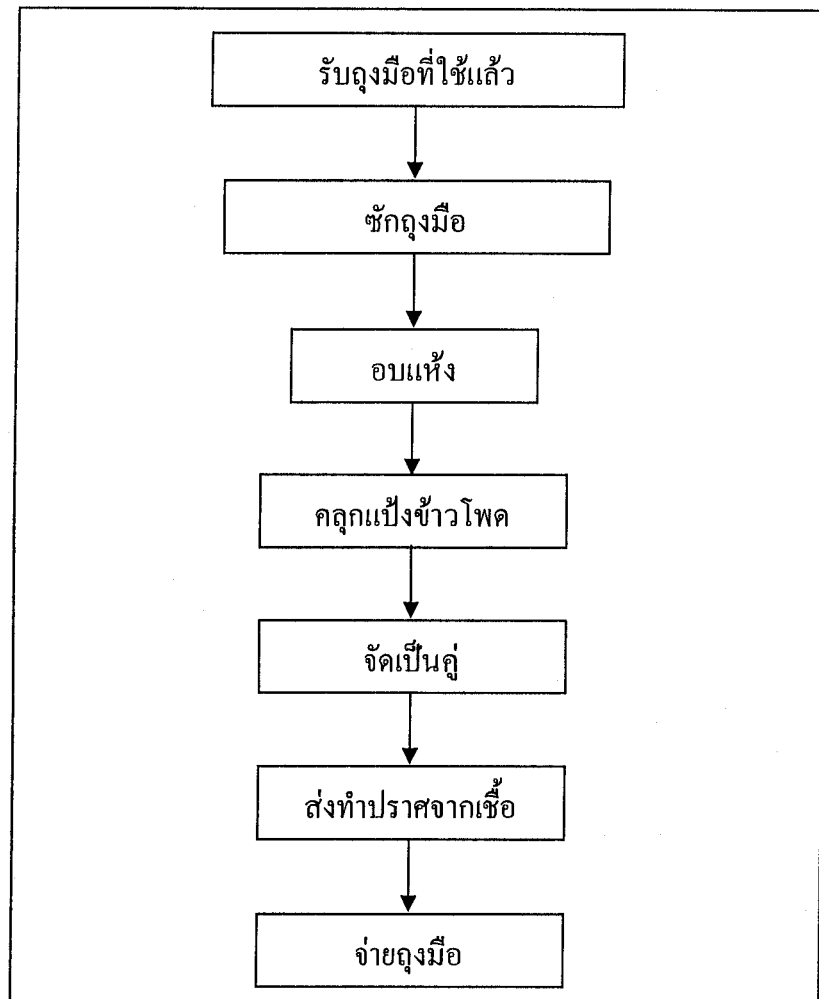 รับถุงมือที่ใช้แล้ว
ซักถุงมือ
อบแห้ง
คลุกแป้งข้าวโพด
จัดเป็นคู่
ส่งทำปราศจากเชื้อ
จ่ายถุงมือ